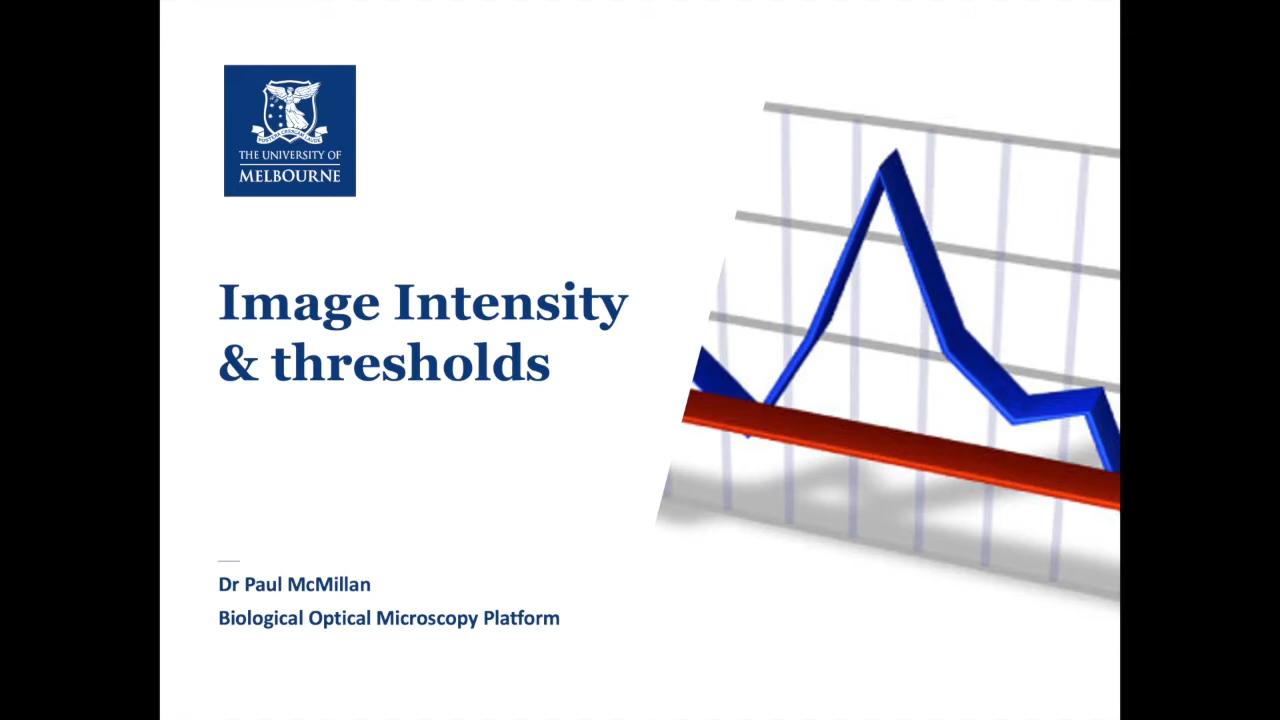 THE UNIVERSITY OF
MELBOURNE
Image Intensity
& thresholds
Dr Paul McMillan
Biological Optical Microscopy Platform